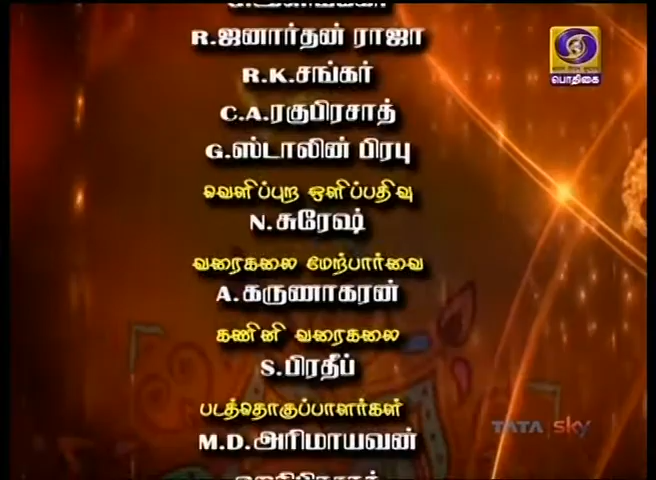 R.ஜனார்தன் ராஜா
R.K.சங்கர்
C.A.ரகுபிரசாத்
G.ஸ்டாலின் பிரபு
வெளிப்புற ஒளிப்பதிவு
N.சுரேஷ்
வரைகலை மேற்பார்வை
A.கருணாகரன்
கணினி வரைகலை
S.பிரதீப்
படத்தொகுப்பாளர்கள்
M.D.அரிமாயவன்
பொதிகை
TATA sky